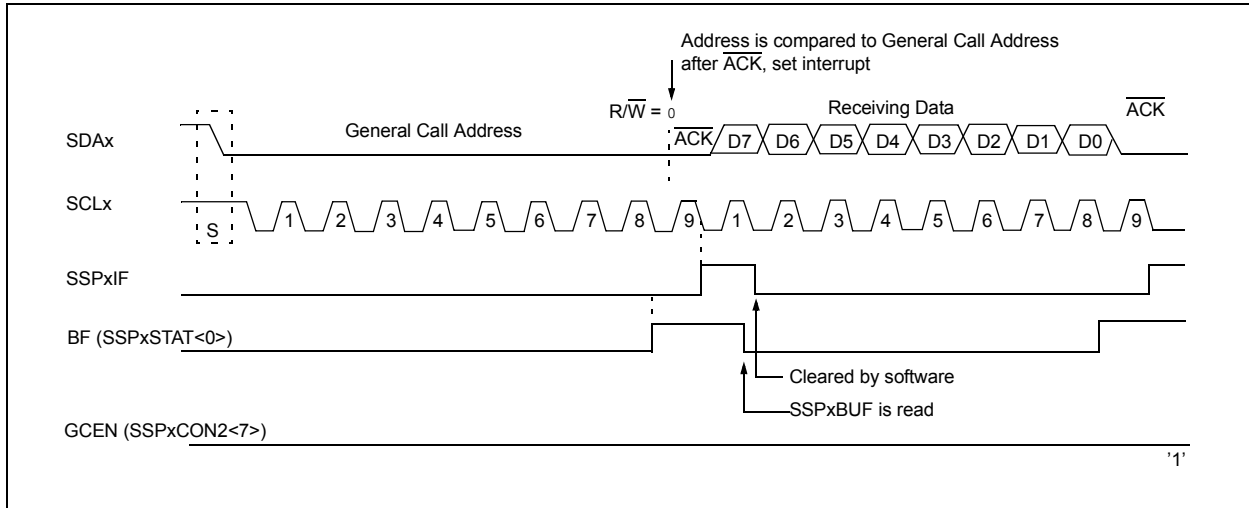 Address is compared to General Call Address
after ACK, set interrupt
R/W = 0
Receiving Data
ACK
SDAx
General Call Address
ACK D7 D6 D5 D4 D3 D2 D1 D0
SCLx
S 1 2 3 4 5 6 7 8 9 1 2 3 4 5 6 7 8 9
SSPxIF
BF (SSPxSTAT<0>)
Cleared by software
SSPxBUF is read
GCEN (SSPxCON2<7>)
'1'